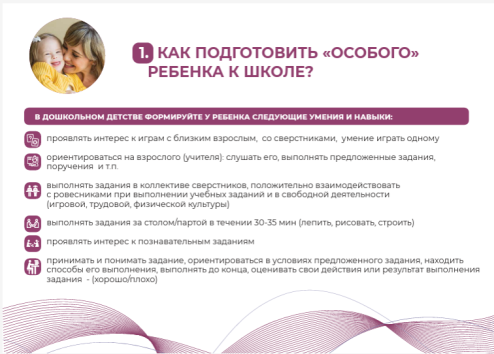 1. КАК ПОДГОТОВИТЬ «ОСОБОГО»
РЕБЕНКА К ШКОЛЕ?
В ДОШКОЛЬНОМ ДЕТСТВЕ ФОРМИРУЙТЕ У РЕБЕНКА СЛЕДУЮЩИЕ УМЕНИЯ И НАВЫКИ:
проявлять интерес к играм с близким взрослым, со сверстниками, умение играть одному
ориентироваться на взрослого (учителя): слушать его, выполнять предложенные задания,
поручения и т.п.
выполнять задания в коллективе сверстников, положительно взаимодействовать
с ровесниками при выполнении учебных заданий и в свободной деятельности
(игровой, трудовой, физической культуры)
выполнять задания за столом/партой в течении 30-35 мин (лепить, рисовать, строить)
проявлять интерес к познавательным заданиям
принимать и понимать задание, ориентироваться в условиях предложенного задания, находить
способы его выполнения, выполнять до конца, оценивать свои действия или результат выполнения
задания - (хорошо/плохо)